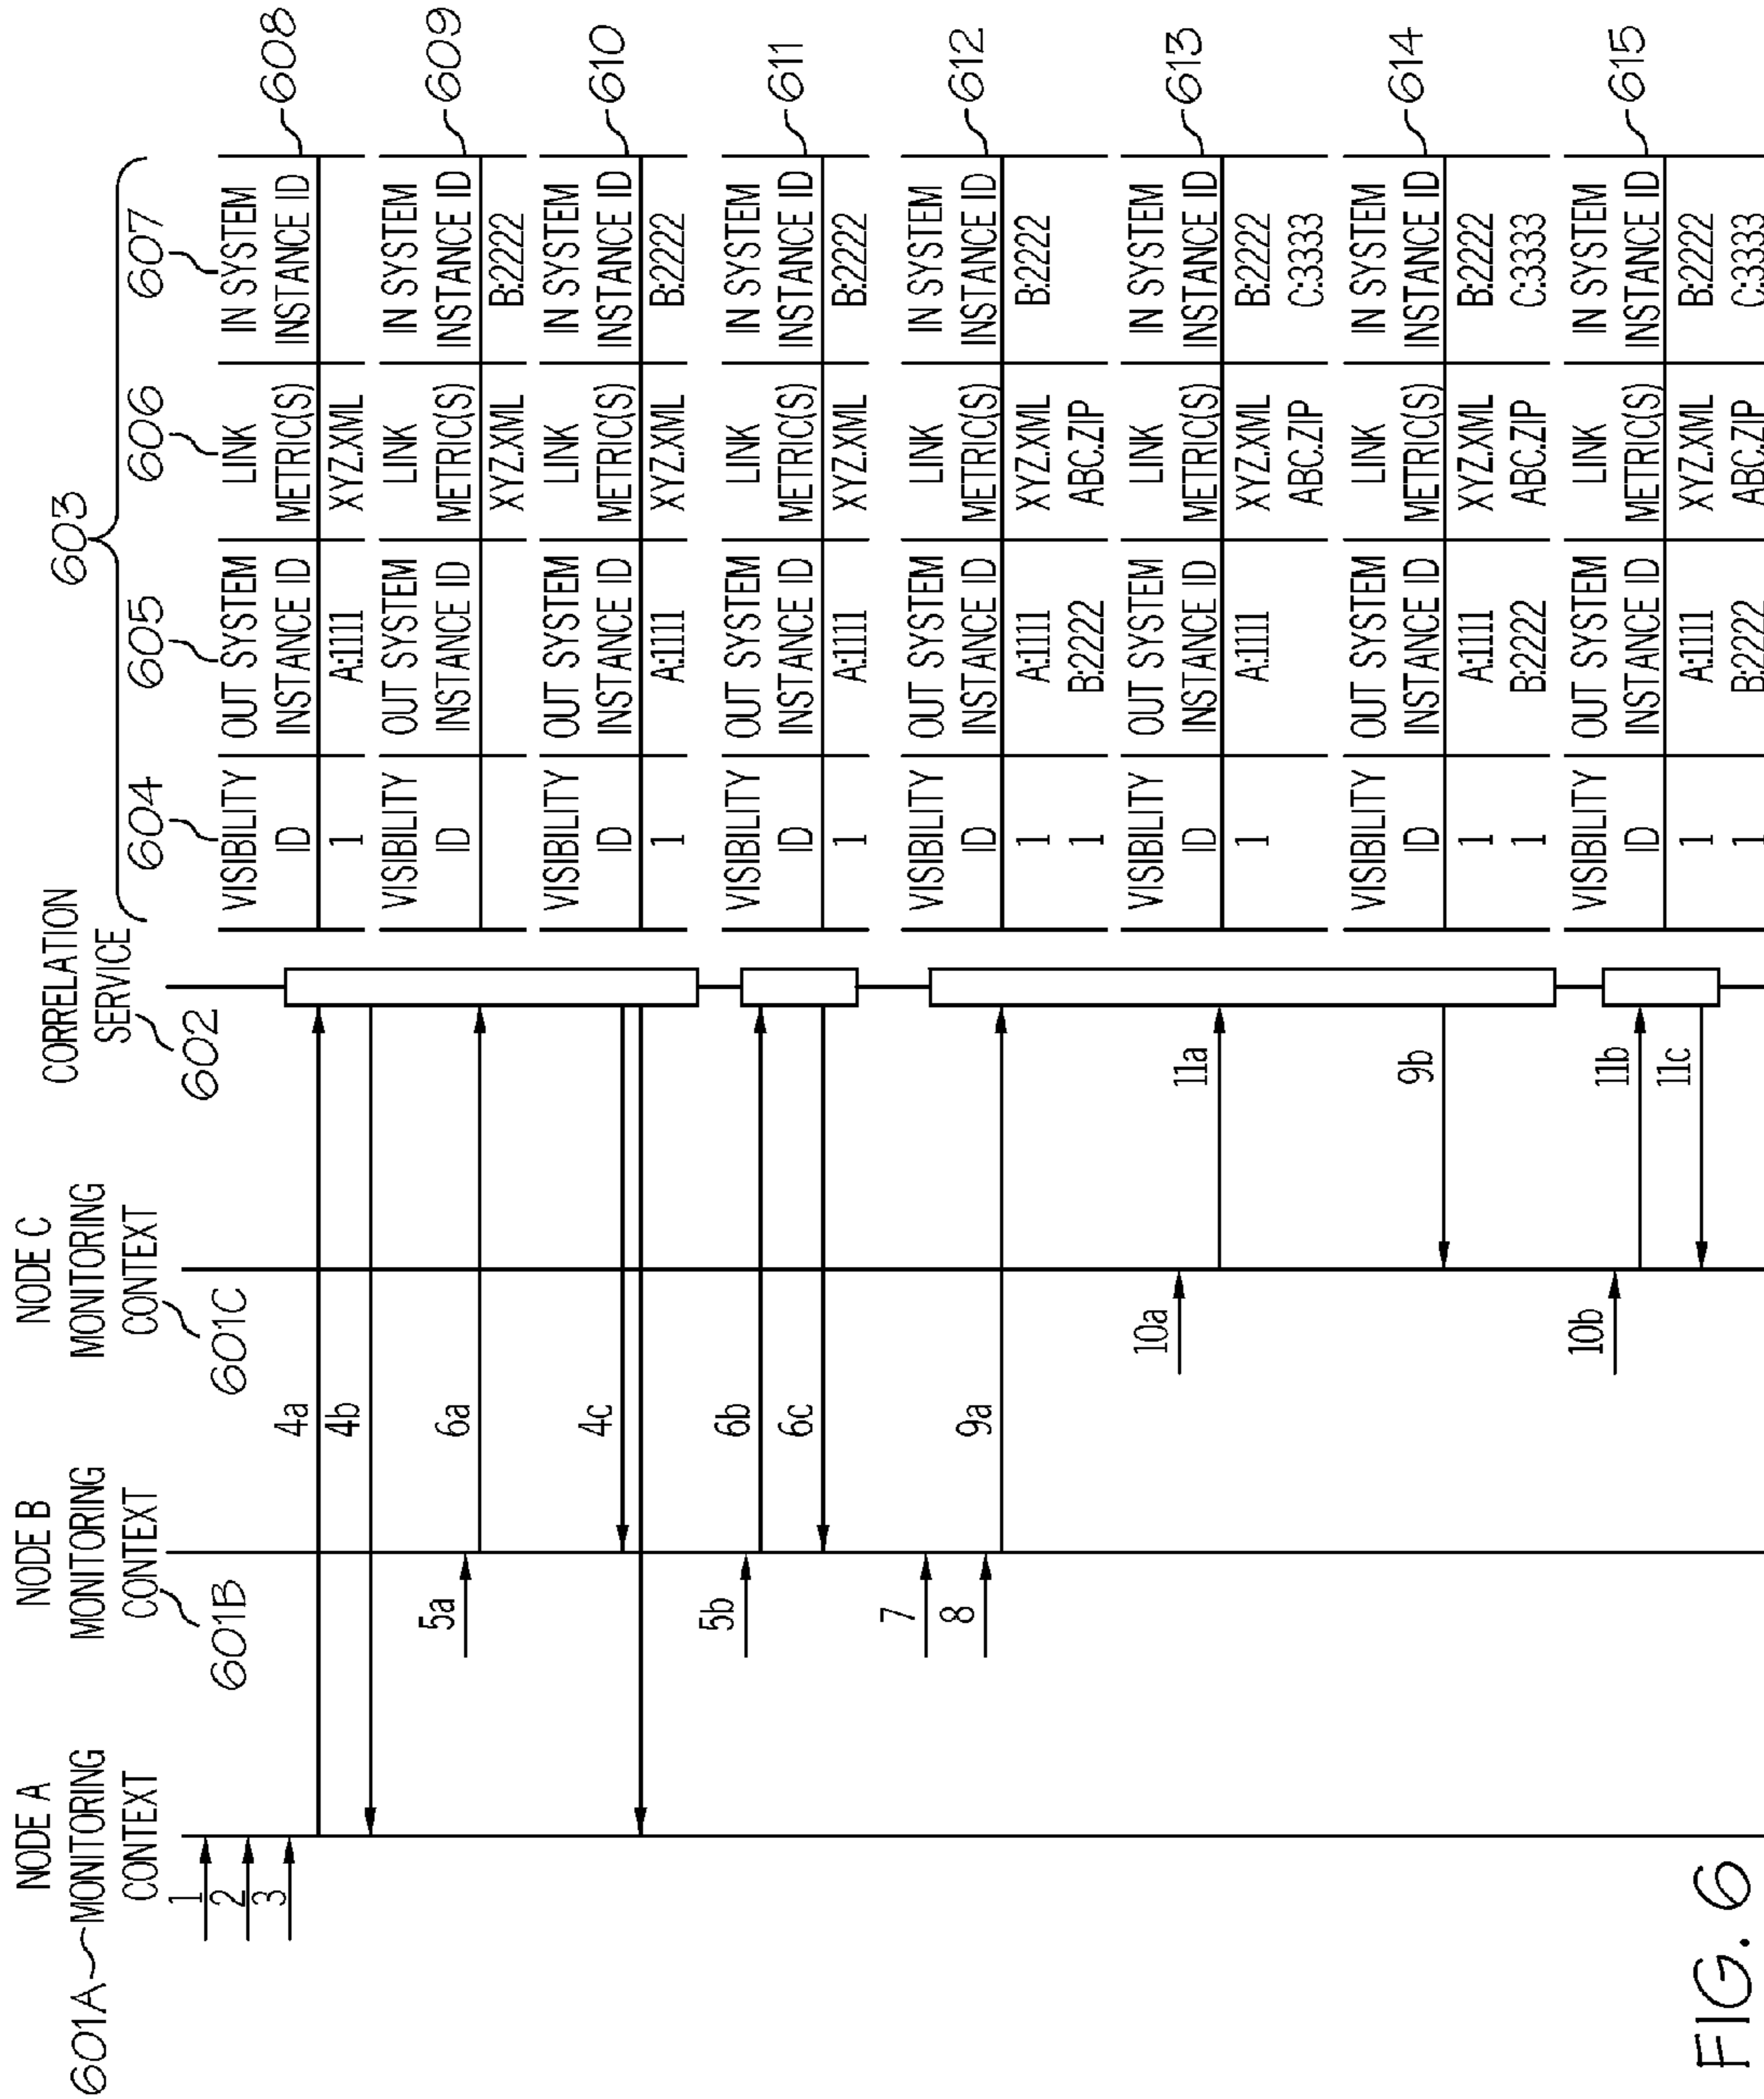 NODE A
MONITORING
CONTEXT
601A
NODE B
MONITORING
CONTEXT
601B
NODE C
MONITORING
CONTEXT
601C
CORRELATION
SERVICE
602
603
604
605
606
607
1
2
3
4a
4b
5a
6a
4c
5b
6b
6c
7
8
9a
10a
11a
9b
10b
11b
11c
VISIBILITY ID OUT SYSTEM INSTANCE ID LINK METRIC(S) IN SYSTEM INSTANCE ID
1 A:1111 XYZ.XML
608
VISIBILITY ID OUT SYSTEM INSTANCE ID LINK METRIC(S) IN SYSTEM INSTANCE ID
XYZ.XML B:2222
609
VISIBILITY ID OUT SYSTEM INSTANCE ID LINK METRIC(S) IN SYSTEM INSTANCE ID
1 A:1111 XYZ.XML B:2222
610
VISIBILITY ID OUT SYSTEM INSTANCE ID LINK METRIC(S) IN SYSTEM INSTANCE ID
1 A:1111 XYZ.XML B:2222
611
VISIBILITY ID OUT SYSTEM INSTANCE ID LINK METRIC(S) IN SYSTEM INSTANCE ID
1 A:1111 XYZ.XML B:2222
1 B:2222 ABC.ZIP
612
VISIBILITY ID OUT SYSTEM INSTANCE ID LINK METRIC(S) IN SYSTEM INSTANCE ID
1 A:1111 XYZ.XML B:2222
ABC.ZIP C:3333
613
VISIBILITY ID OUT SYSTEM INSTANCE ID LINK METRIC(S) IN SYSTEM INSTANCE ID
1 A:1111 XYZ.XML B:2222
1 B:2222 ABC.ZIP C:3333
614
VISIBILITY ID OUT SYSTEM INSTANCE ID LINK METRIC(S) IN SYSTEM INSTANCE ID
1 A:1111 XYZ.XML B:2222
1 B:2222 ABC.ZIP C:3333
615
FIG. 6